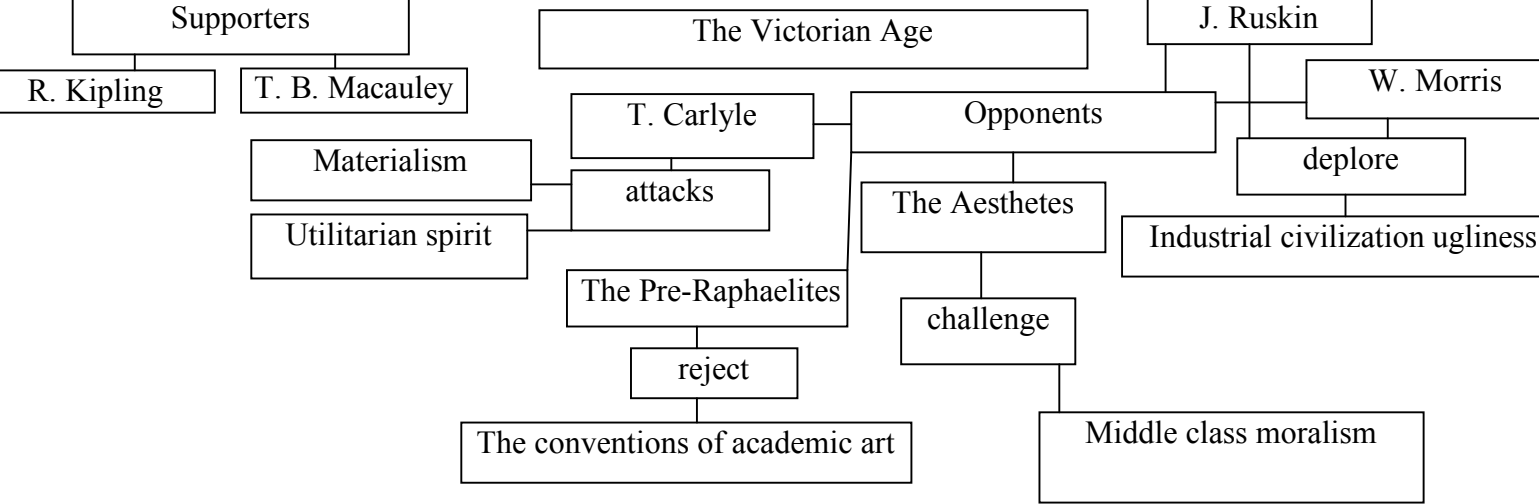 Supporters
The Victorian Age
J. Ruskin
R. Kipling
T. B. Macauley
T. Carlyle
Opponents
W. Morris
Materialism
attacks
The Aesthetes
deplore
Utilitarian spirit
Industrial civilization ugliness
The Pre-Raphaelites
challenge
reject
The conventions of academic art
Middle class moralism